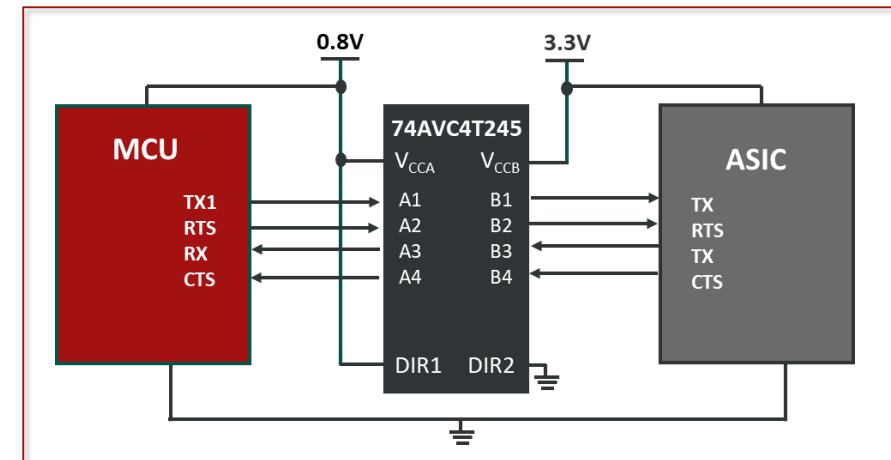 0.8V
3.3V
74AVC4T245
MCU
VCCA
VCCB
ASIC
TX1
A1
B1
TX
RTS
A2
B2
RTS
RX
A3
B3
TX
CTS
A4
B4
CTS
DIR1
DIR2